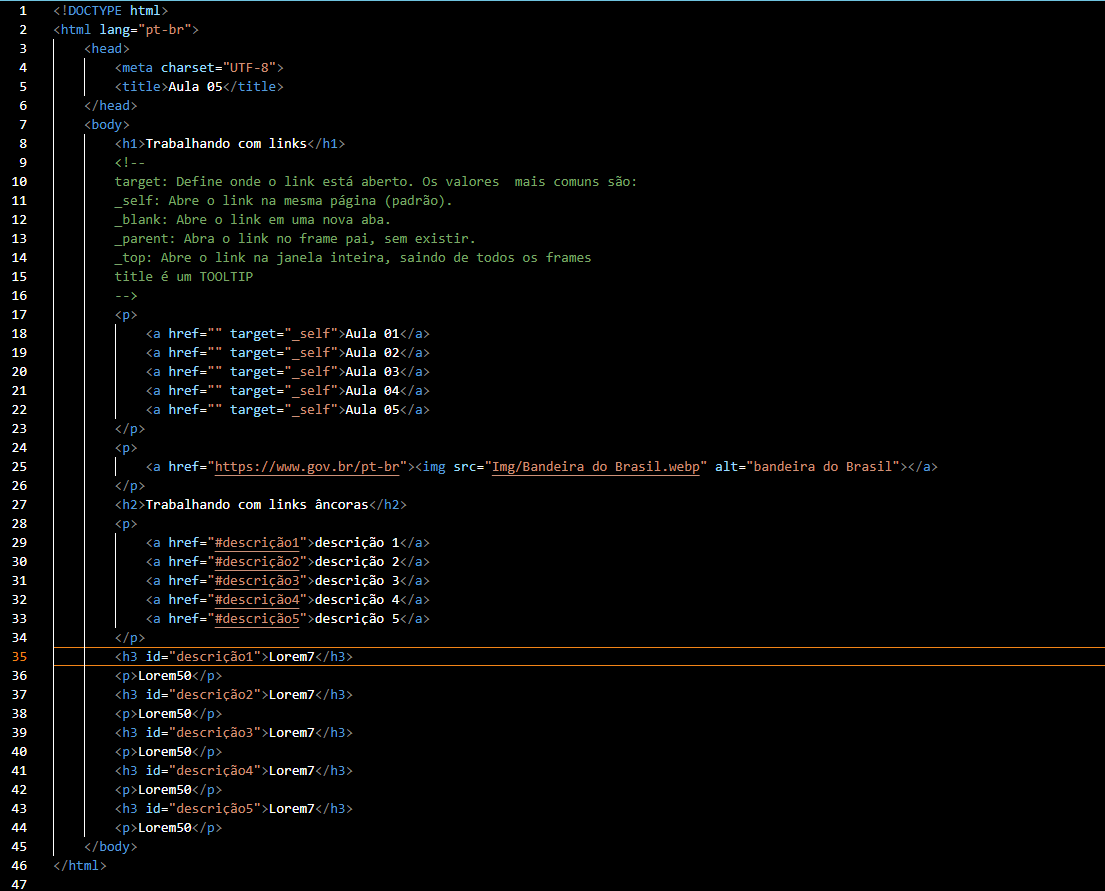 1 <!DOCTYPE html>
2 <html lang="pt-br">
3     <head>
4         <meta charset="UTF-8">
5         <title>Aula 05</title>
6     </head>
7     <body>
8         <h1>Trabalhando com links</h1>
9         <!--
10         target: Define onde o link está aberto. Os valores  mais comuns são:
11         _self: Abre o link na mesma página (padrão).
12         _blank: Abre o link em uma nova aba.
13         _parent: Abra o link no frame pai, sem existir.
14         _top: Abre o link na janela inteira, saindo de todos os frames
15         title é um TOOLTIP
16         -->
17         <p>
18             <a href="" target="_self">Aula 01</a>
19             <a href="" target="_self">Aula 02</a>
20             <a href="" target="_self">Aula 03</a>
21             <a href="" target="_self">Aula 04</a>
22             <a href="" target="_self">Aula 05</a>
23         </p>
24         <p>
25             <a href="https://www.gov.br/pt-br"><img src="Img/Bandeira do Brasil.webp" alt="bandeira do Brasil"></a>
26         </p>
27         <h2>Trabalhando com links âncoras</h2>
28         <p>
29             <a href="#descrição1">descrição 1</a>
30             <a href="#descrição2">descrição 2</a>
31             <a href="#descrição3">descrição 3</a>
32             <a href="#descrição4">descrição 4</a>
33             <a href="#descrição5">descrição 5</a>
34         </p>
35         <h3 id="descrição1">Lorem7</h3>
36         <p>Lorem50</p>
37         <h3 id="descrição2">Lorem7</h3>
38         <p>Lorem50</p>
39         <h3 id="descrição3">Lorem7</h3>
40         <p>Lorem50</p>
41         <h3 id="descrição4">Lorem7</h3>
42         <p>Lorem50</p>
43         <h3 id="descrição5">Lorem7</h3>
44         <p>Lorem50</p>
45     </body>
46 </html>
47